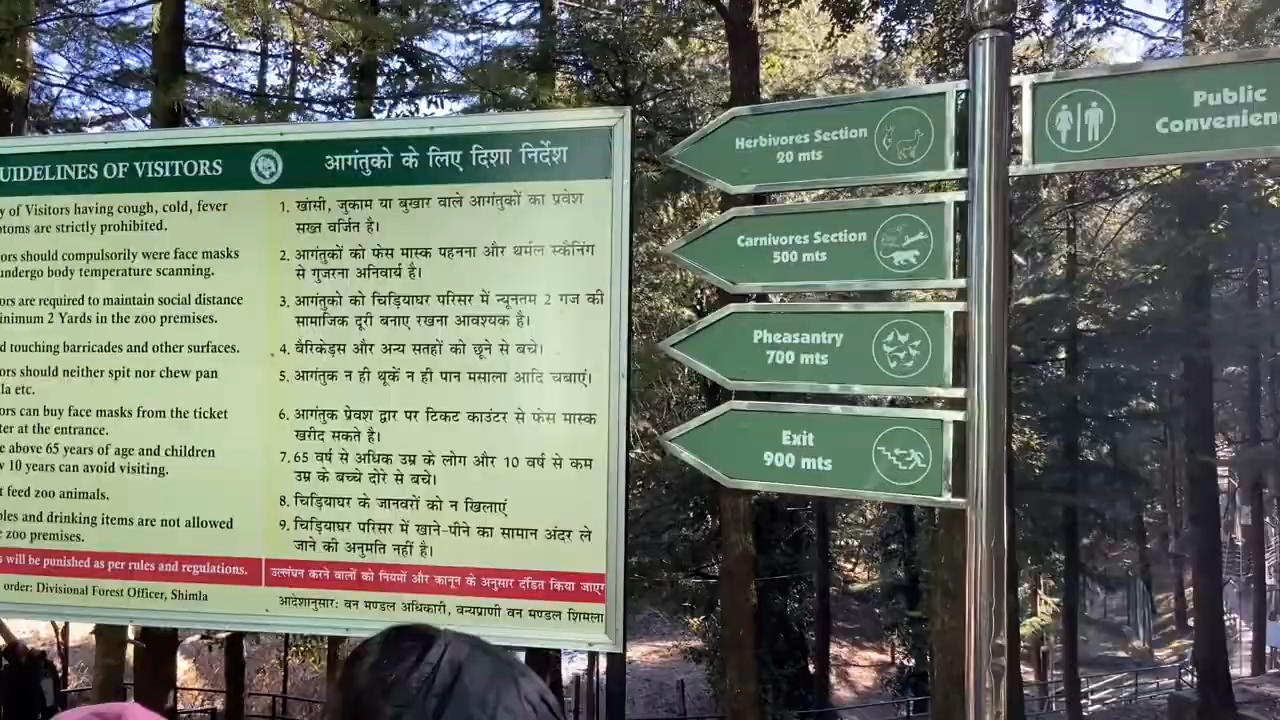 UIDELINES OF VISITORS
आगंतुको के लिए दिशा निर्देश
y of Visitors having cough, cold, fever
toms are strictly prohibited.
ors should compulsorily were face masks
undergo body temperature scanning.
ors are required to maintain social distance
inimum 2 Yards in the zoo premises.
d touching barricades and other surfaces.
ors should neither spit nor chew pan
la etc.
ors can buy face masks from the ticket
ter at the entrance.
e above 65 years of age and children
w 10 years can avoid visiting.
t feed zoo animals.
les and drinking items are not allowed
zoo premises.
s will be punished as per rules and regulations.
order: Divisional Forest Officer, Shimla
1. खांसी, जुकाम या बुखार वाले आगंतुकों का प्रवेश
सख्त वर्जित है।
2. आगंतुकों को फेस मास्क पहनना और थर्मल स्कैनिंग
से गुजरना अनिवार्य है।
3. आगंतुको को चिड़ियाघर परिसर में न्यूनतम 2 गज की
सामाजिक दूरी बनाए रखना आवश्यक है।
4. बैरिकेड्स और अन्य सतहों को छूने से बचे।
5. आगंतुक न ही थूकें न ही पान मसाला आदि चबाएं।
6. आगंतुक प्रेवश द्वार पर टिकट काउंटर से फेस मास्क
खरीद सकते है।
7. 65 वर्ष से अधिक उम्र के लोग और 10 वर्ष से कम
उम्र के बच्चे दोरे से बचे।
8. चिड़ियाघर के जानवरों को न खिलाएं
9. चिड़ियाघर परिसर में खाने-पीने का सामान अंदर ले
जाने की अनुमति नहीं है।
उल्लंघन करने वालों को नियमों और कानून के अनुसार दंडित किया जाएग
आदेशानुसार: वन मण्डल अधिकारी, वन्यप्राणी वन मण्डल शिमला
Herbivores Section
20 mts
Carnivores Section
500 mts
Pheasantry
700 mts
Exit
900 mts
Public
Convenien